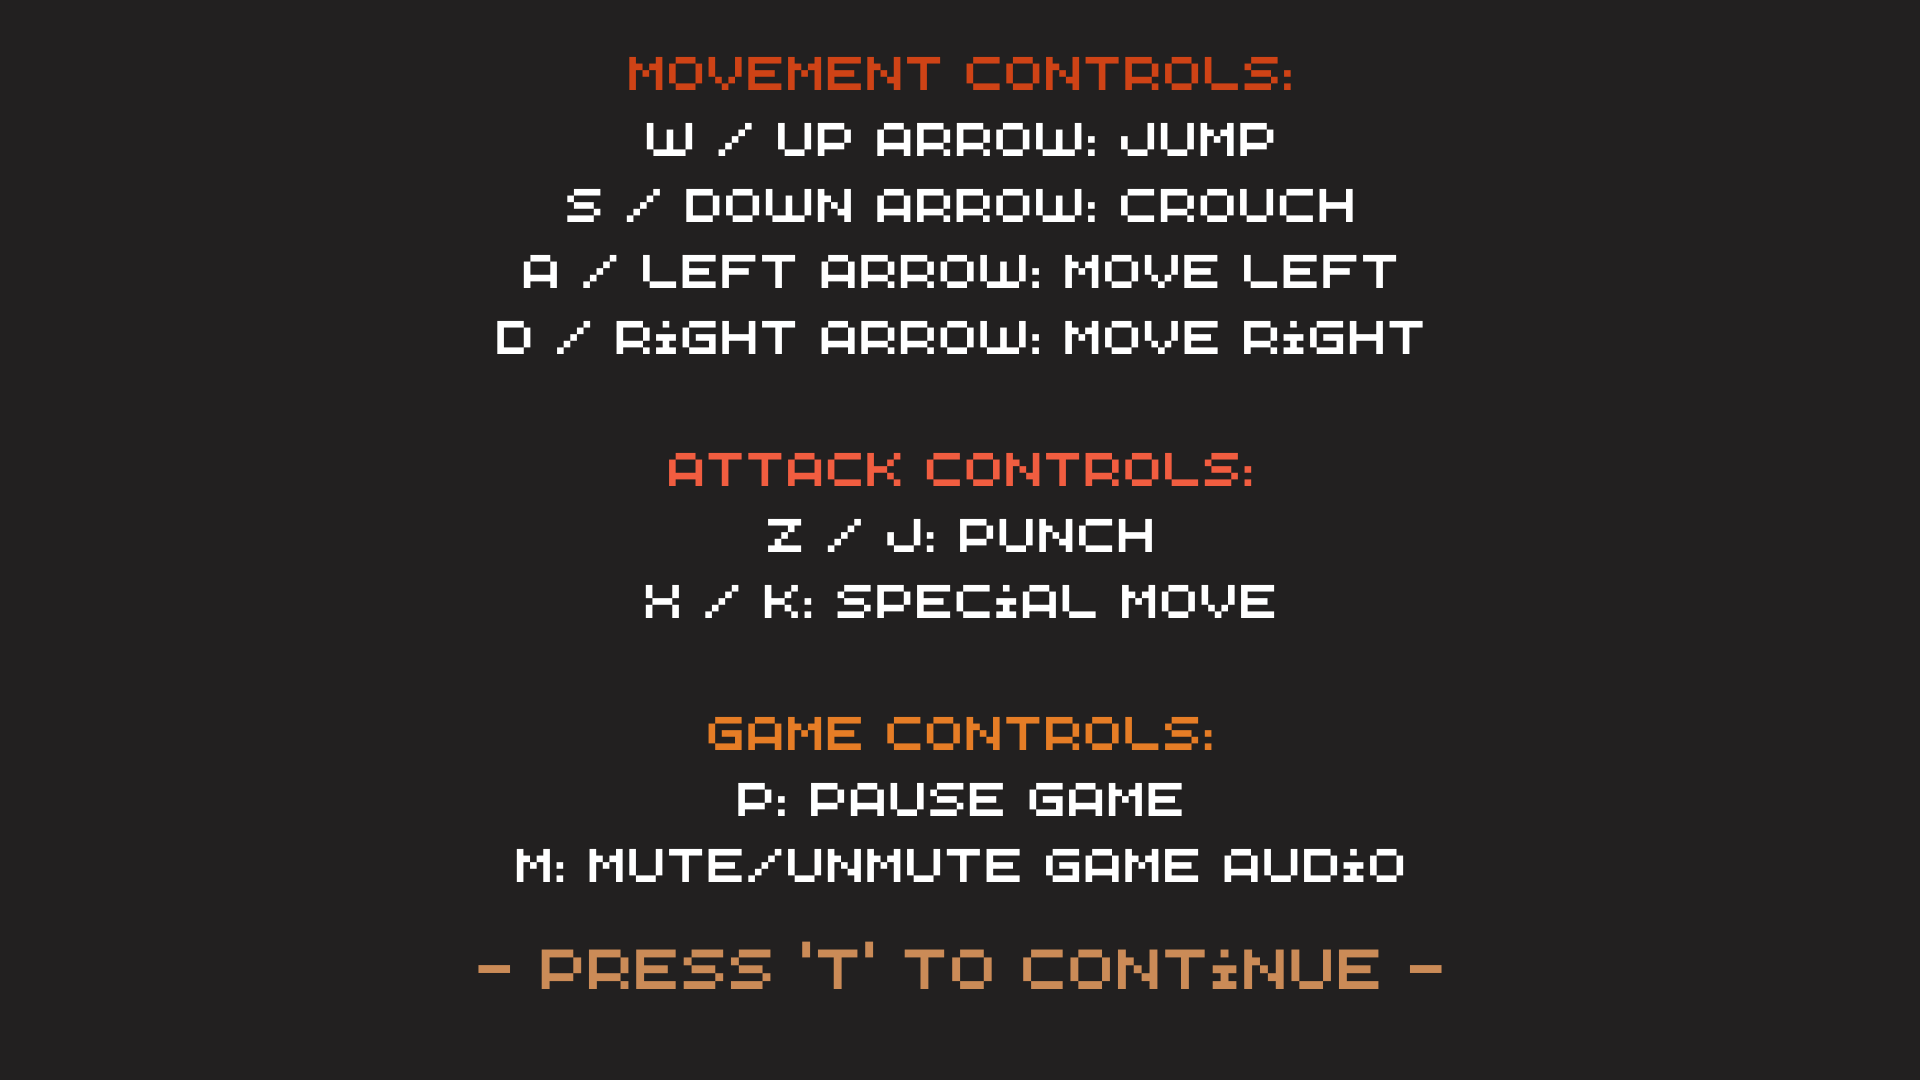 MOVEMENT CONTROLS:
W / UP ARROW: JUMP
S / DOWN ARROW: CROUCH
A / LEFT ARROW: MOVE LEFT
D / RiGHT ARROW: MOVE RiGHT
ATTACK CONTROLS:
Z / J: PUNCH
X / K: SPECiAL MOVE
GAME CONTROLS:
P: PAUSE GAME
M: MUTE/UNMUTE GAME AUDiO
- PRESS 'T' TO CONTiNUE -